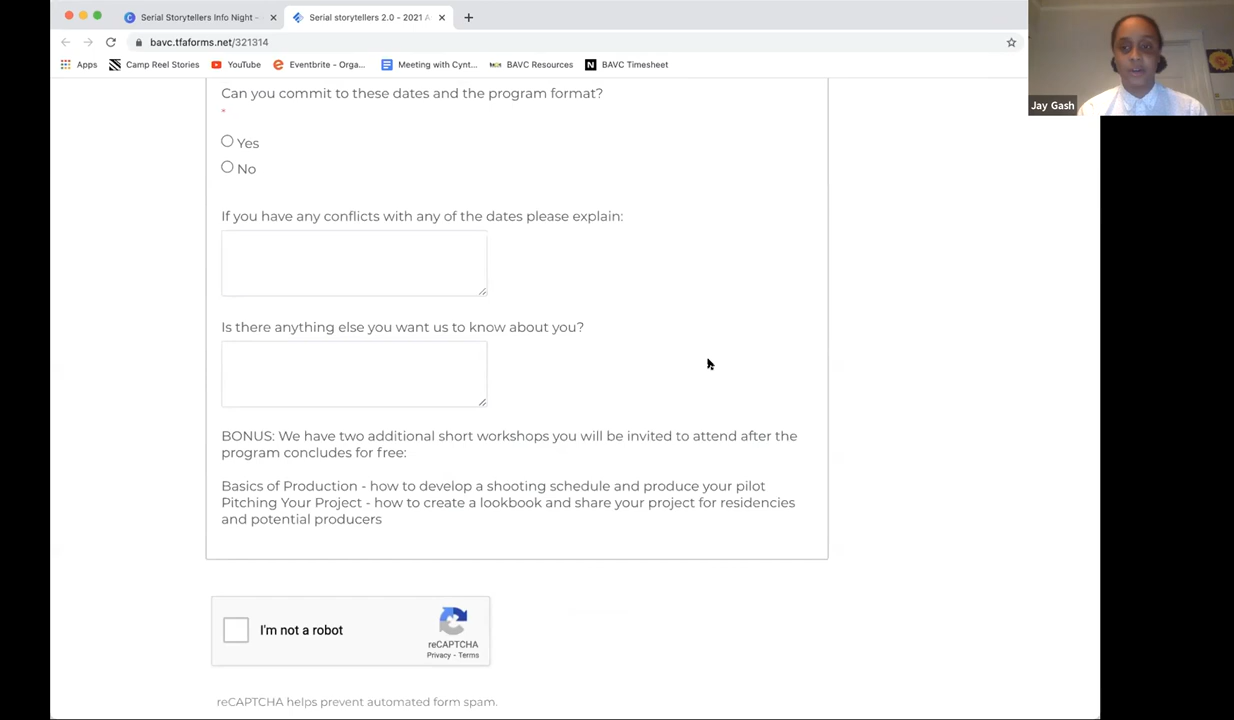 Serial Storytellers Info Night -
Serial storytellers 2.0 - 2021 A
bavc.tfaforms.net/321314
Apps
Camp Reel Stories
YouTube
Eventbrite - Orga...
Meeting with Cynt...
BAVC Resources
BAVC Timesheet
Jay Gash
Can you commit to these dates and the program format?
*
Yes
No
If you have any conflicts with any of the dates please explain:
Is there anything else you want us to know about you?
BONUS: We have two additional short workshops you will be invited to attend after the
program concludes for free:
Basics of Production - how to develop a shooting schedule and produce your pilot
Pitching Your Project - how to create a lookbook and share your project for residencies
and potential producers
I'm not a robot
reCAPTCHA
Privacy - Terms
reCAPTCHA helps prevent automated form spam.